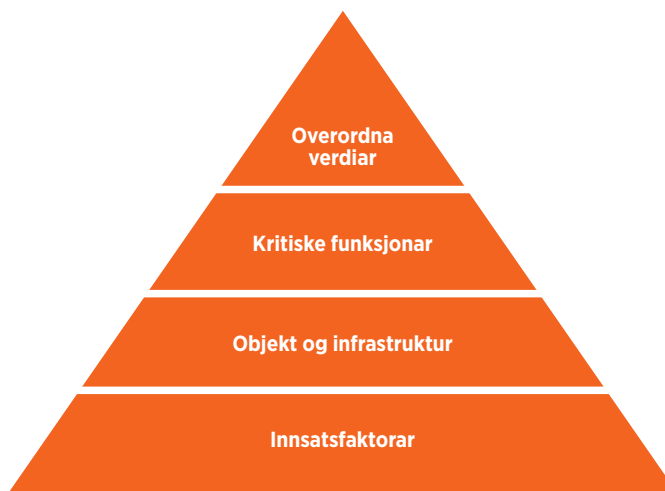 Overordna
verdiar
Kritiske funksjonar
Objekt og infrastruktur
Innsatsfaktorar